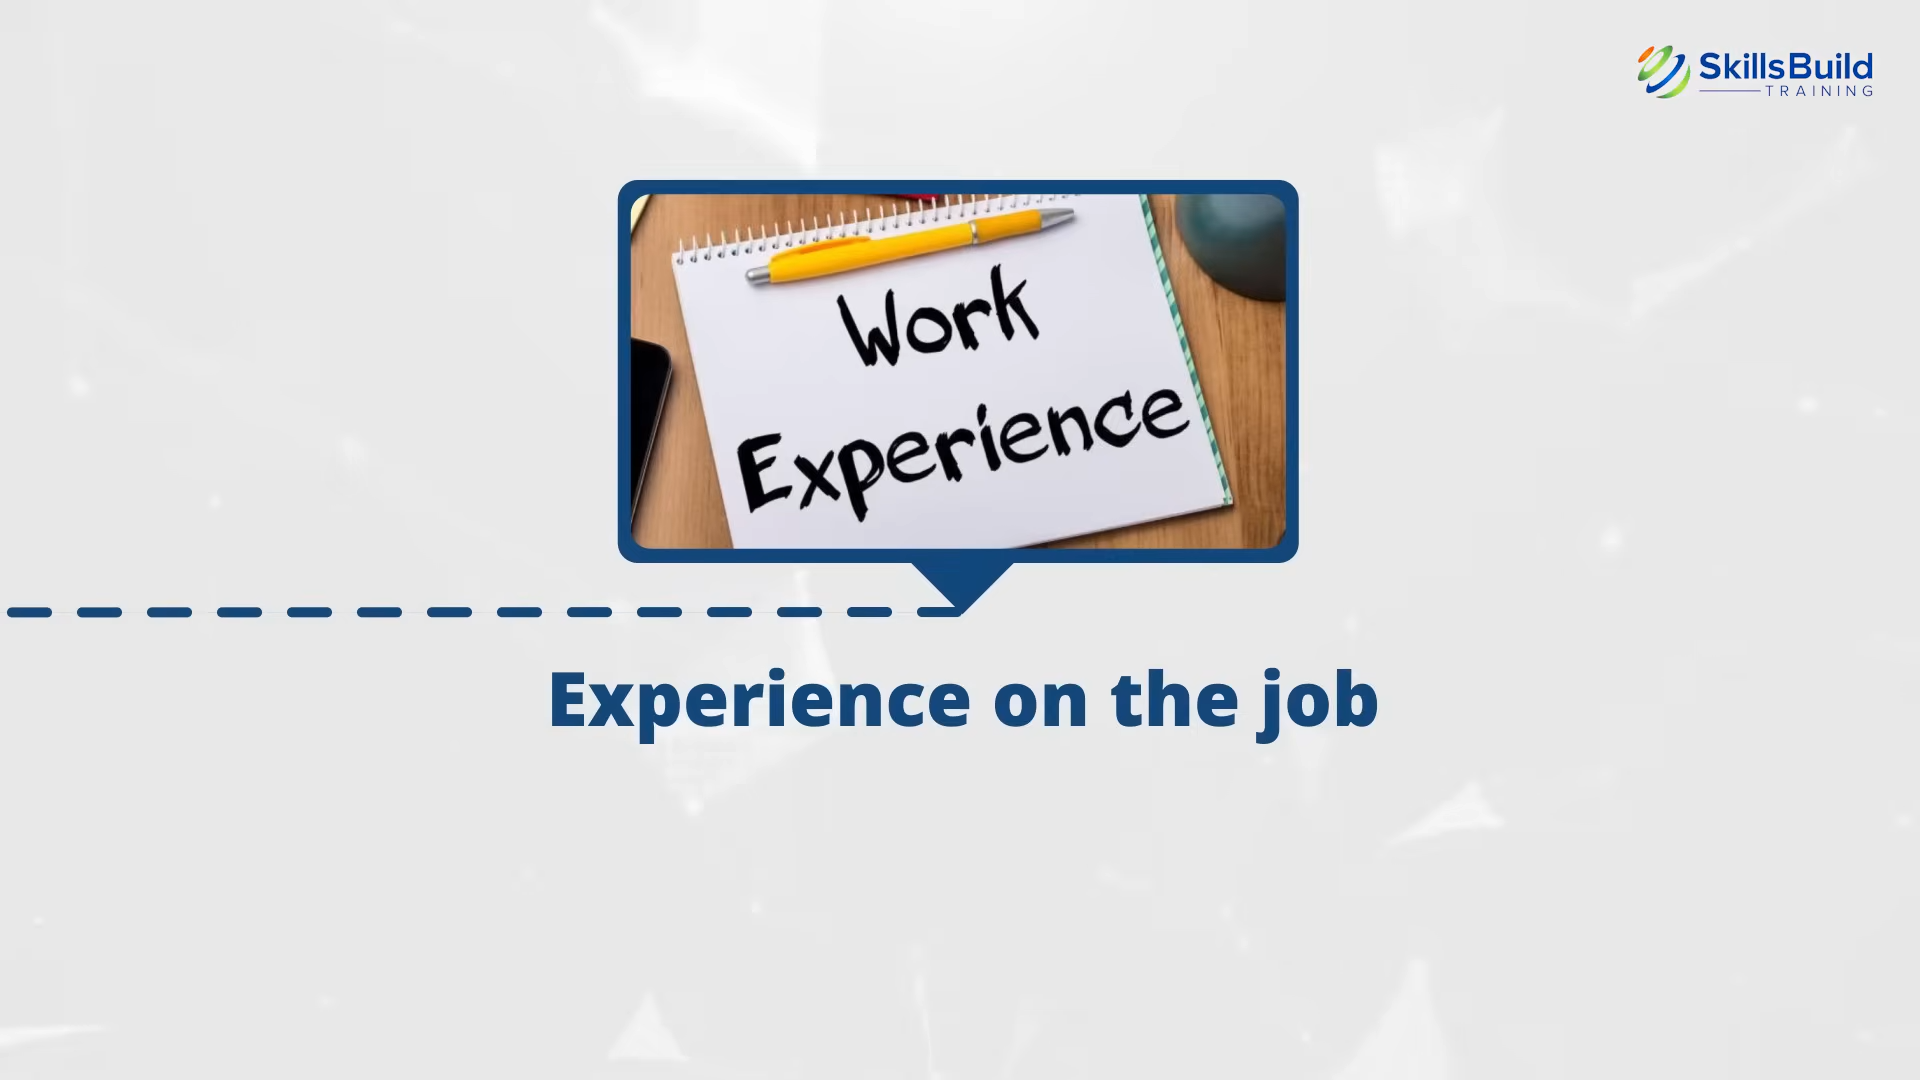 SkillsBuild
TRAINING
Work
Experience
Experience on the job